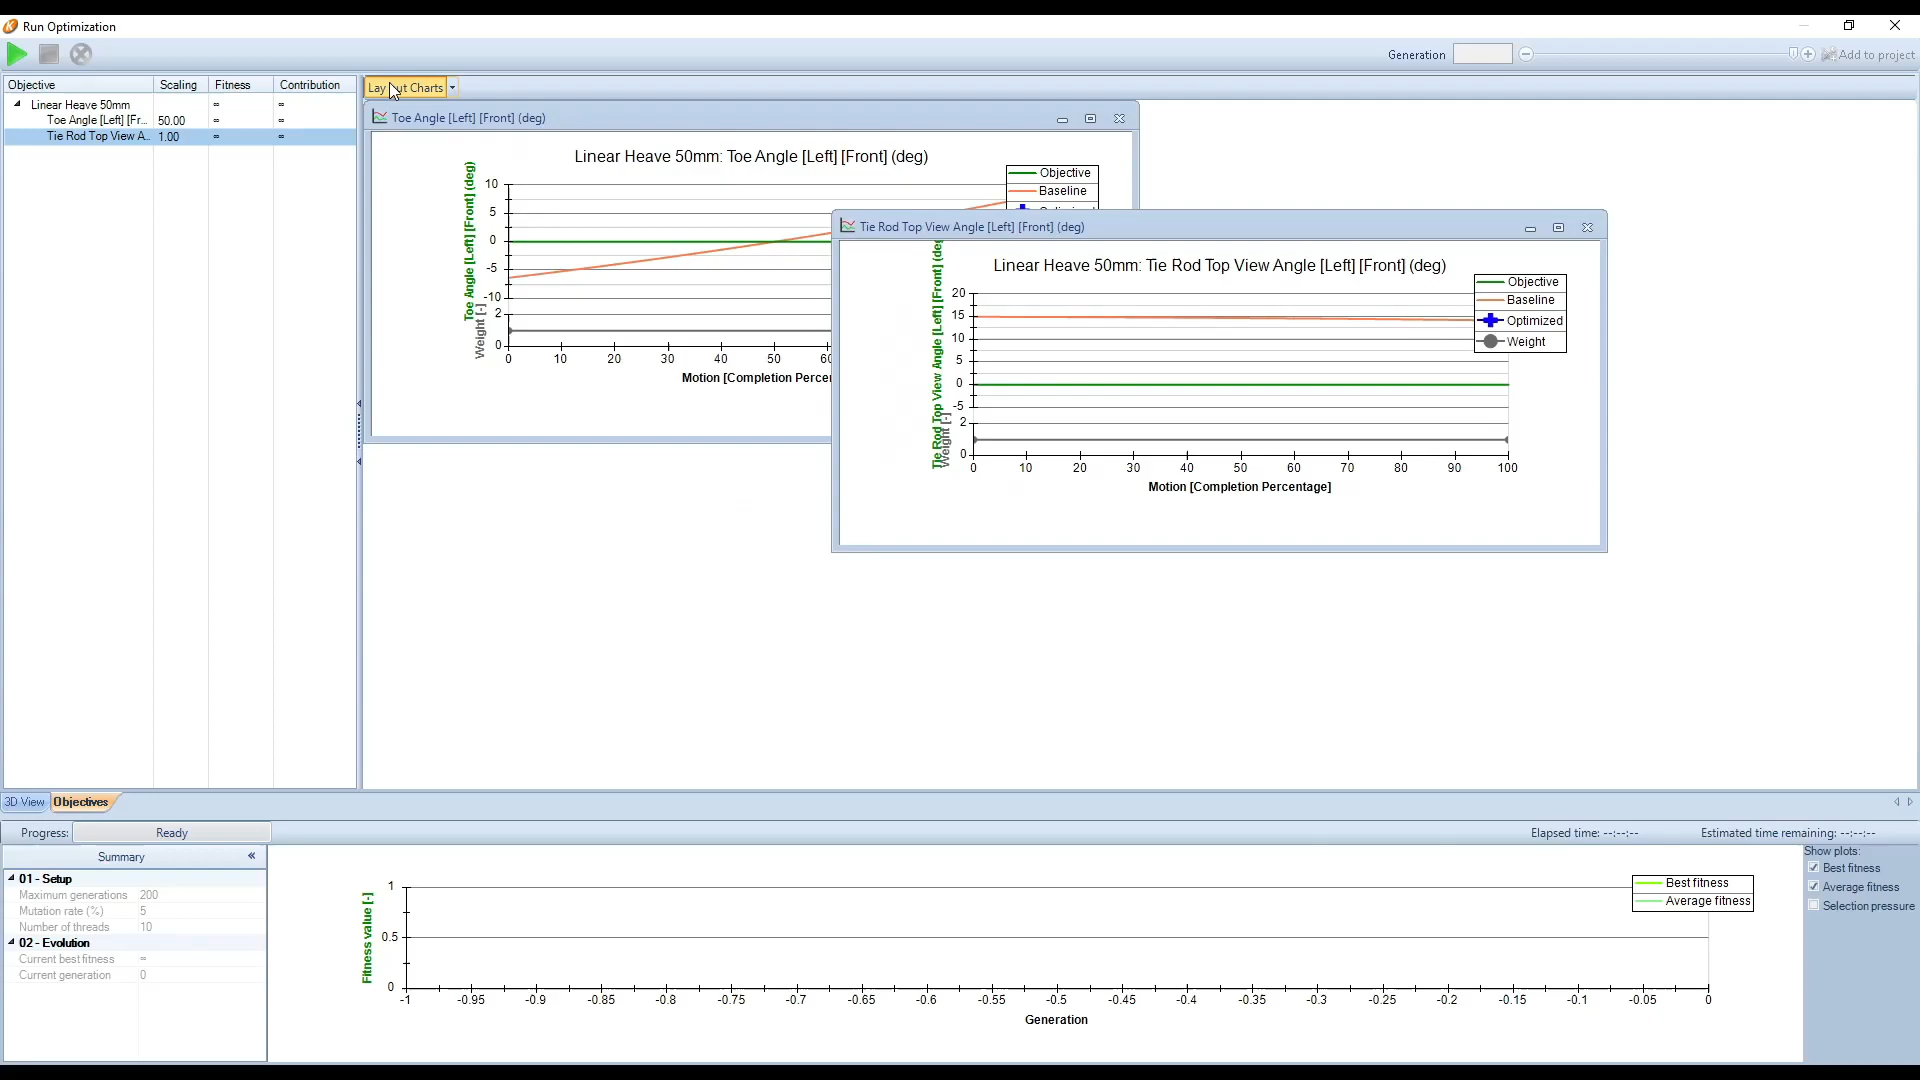 Run Optimization
Generation
Add to project
Objective Scaling Fitness Contribution
Linear Heave 50mm ∞ ∞
Toe Angle [Left] [Fr... 50.00 ∞ ∞
Tie Rod Top View A... 1.00 ∞ ∞
Lay ut Charts
Toe Angle [Left] [Front] (deg)
Linear Heave 50mm: Toe Angle [Left] [Front] (deg)
Objective
Baseline
Toe Angle [Left] [Front] (deg)
Weight [-]
10
5
0
-5
-10
2
0
0 10 20 30 40 50 60
Motion [Completion Percen
Tie Rod Top View Angle [Left] [Front] (deg)
Linear Heave 50mm: Tie Rod Top View Angle [Left] [Front] (deg)
Objective
Baseline
Optimized
Weight
Tie Rod Top View Angle [Left] [Front] (deg
Weight [-]
20
15
10
5
0
-5
2
0
0 10 20 30 40 50 60 70 80 90 100
Motion [Completion Percentage]
3D View Objectives
Progress: Ready
Elapsed time: --:--:-- Estimated time remaining: --:--:--
Summary «
01 - Setup
Maximum generations 200
Mutation rate (%) 5
Number of threads 10
02 - Evolution
Current best fitness ∞
Current generation 0
Fitness value [-]
1
0.5
0
-1 -0.95 -0.9 -0.85 -0.8 -0.75 -0.7 -0.65 -0.6 -0.55 -0.5 -0.45 -0.4 -0.35 -0.3 -0.25 -0.2 -0.15 -0.1 -0.05 0
Generation
Best fitness
Average fitness
Show plots:
Best fitness
Average fitness
Selection pressure